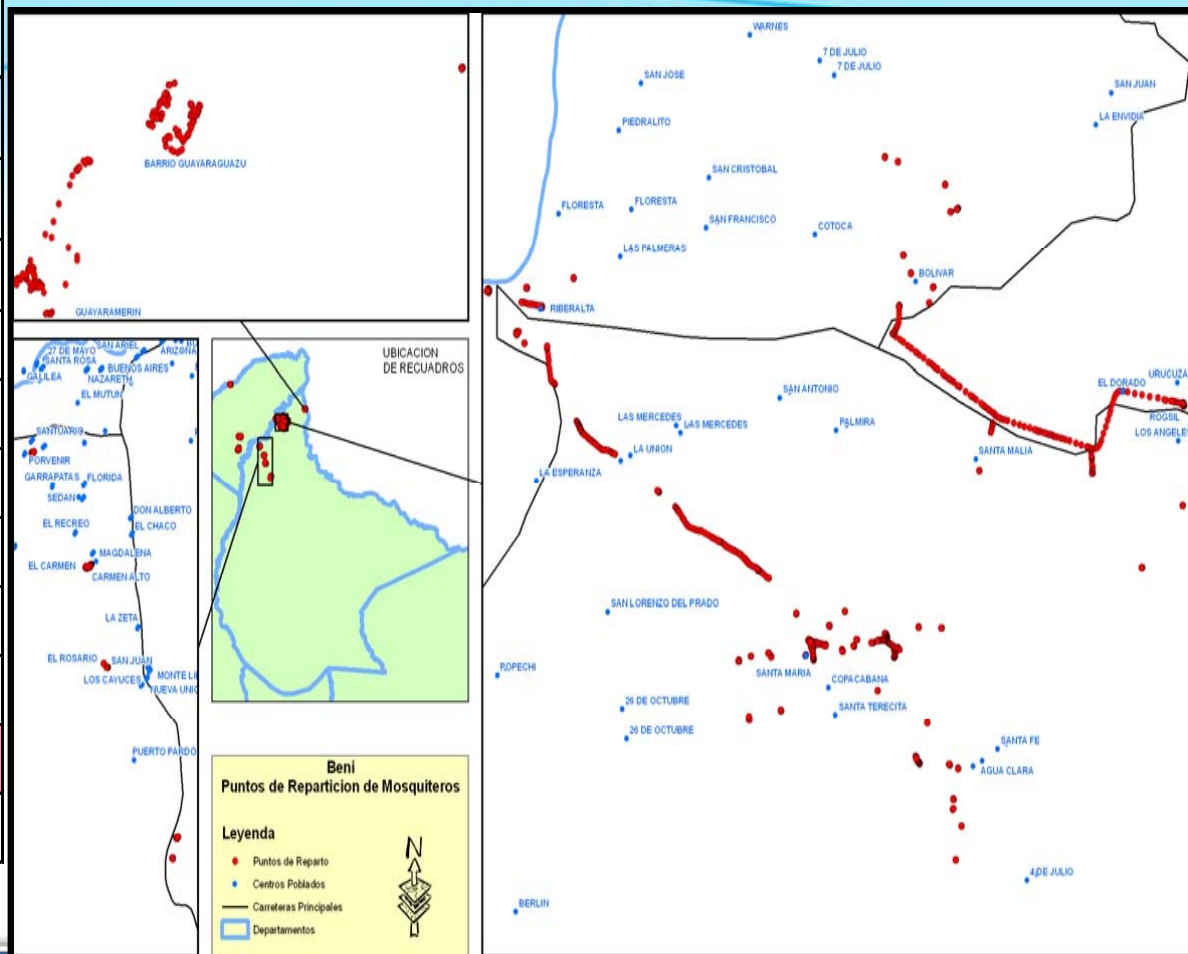 BARRIO GUAYARAGUAZU
GUAYARAMERIN
WARNES
7 DE JULIO
7 DE JULIO
SAN JOSE
SAN JUAN
LA ENVIDIA
PIEDRALITO
SAN CRISTOBAL
FLORESTA
FLORESTA
SAN FRANCISCO
COTOCA
LAS PALMERAS
BOLIVAR
RIBERALTA
SAN ANTONIO
EL DORADO
URUCUZA
ROGSIL
LOS ANGELES
LAS MERCEDES
LAS MERCEDES
PALMIRA
LA UNION
SANTA MALIA
LA ESPERANZA
SAN LORENZO DEL PRADO
SANTA MARIA
COPACABANA
SANTA TERECITA
26 DE OCTUBRE
26 DE OCTUBRE
SANTA FE
AGUA CLARA
4 DE JULIO
BERLIN
27 DE MAYO
SAN ARIEL
ARIZONA
SANTA ROSA
BUENOS AIRES
GALILEA
NAZARETH
EL MUTUN
SANTUARIO
PORVENIR
GARRAPATAS
FLORIDA
SEDAN
DON ALBERTO
EL RECREO
EL CHACO
MAGDALENA
EL CARMEN
CARMEN ALTO
LA ZETA
EL ROSARIO
SAN JUAN
MONTE LI
LOS CAYUCES
NUEVA UNIO
PUERTO PARDO
UBICACION
DE RECUADROS
Beni
Puntos de Reparticion de Mosquiteros
Leyenda
N
Puntos de Reparto
Centros Poblados
Carreteras Principales
Departamentos